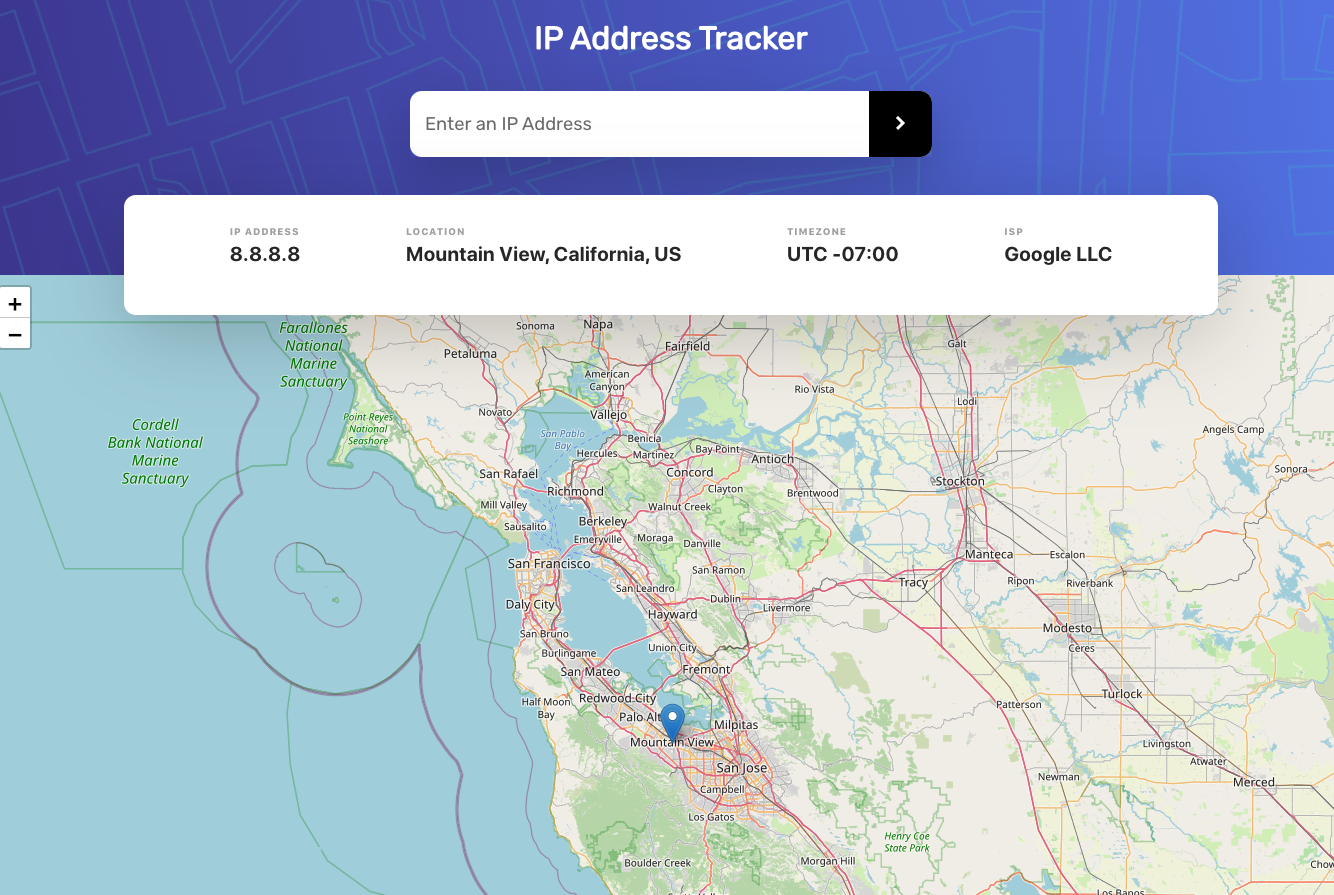 IP Address Tracker
Enter an IP Address
IP ADDRESS
8.8.8.8
LOCATION
Mountain View, California, US
TIMEZONE
UTC -07:00
ISP
Google LLC
+
−
Farallones
National
Marine
Sanctuary
Cordell
Bank National
Marine
Sanctuary
Point Reyes
National
Seashore
Sonoma
Napa
Petaluma
Fairfield
Galt
American
Canyon
Rio Vista
Novato
Vallejo
Lodi
San Pablo
Bay
Benicia
Angels Camp
Hercules
Martinez
Bay Point
Antioch
San Rafael
Concord
Sonora
Richmond
Clayton
Brentwood
Stockton
Mill Valley
Walnut Creek
Sausalito
Berkeley
Emeryville
Moraga
Danville
Manteca
Escalon
San Francisco
San Ramon
Tracy
Ripon
Riverbank
San Leandro
Daly City
Dublin
Livermore
Hayward
Modesto
San Bruno
Union City
Ceres
Burlingame
San Mateo
Fremont
Redwood City
Turlock
Half Moon
Bay
Patterson
Palo Alt
Milpitas
Mountain View
Livingston
San Jose
Atwater
Newman
Merced
Campbell
Los Gatos
Henry Coe
State Park
Boulder Creek
Morgan Hill
Chow
Los Banos